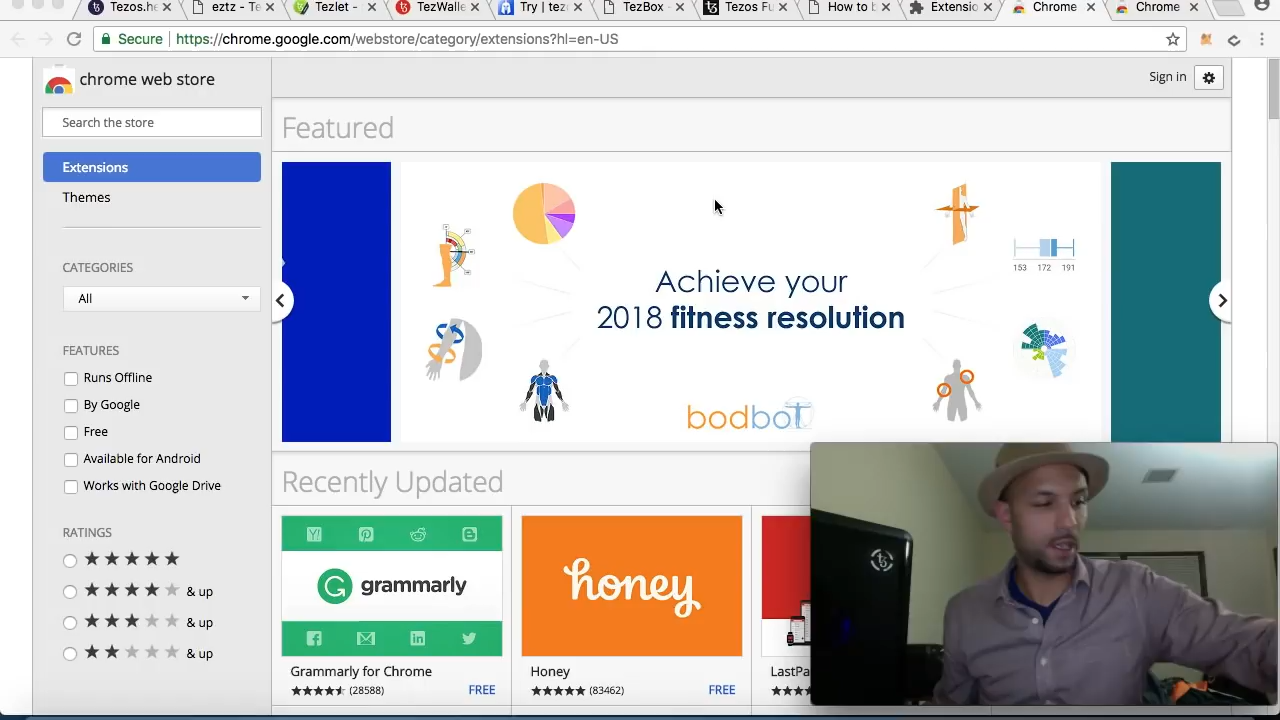 Tezos.he
eztz - Te
Tezlet -
TezWalle
Try | tez
TezBox -
Tezos Fu
How to b
Extensio
Chrome
Chrome
Secure
https://chrome.google.com/webstore/category/extensions?hl=en-US
chrome web store
Sign in
Search the store
Extensions
Themes
CATEGORIES
All
FEATURES
Runs Offline
By Google
Free
Available for Android
Works with Google Drive
RATINGS
& up
& up
& up
Featured
153 172 191
Achieve your
2018 fitness resolution
bodbot
Recently Updated
grammarly
honey
Grammarly for Chrome
(28588) FREE
Honey
(83462) FREE
LastPa